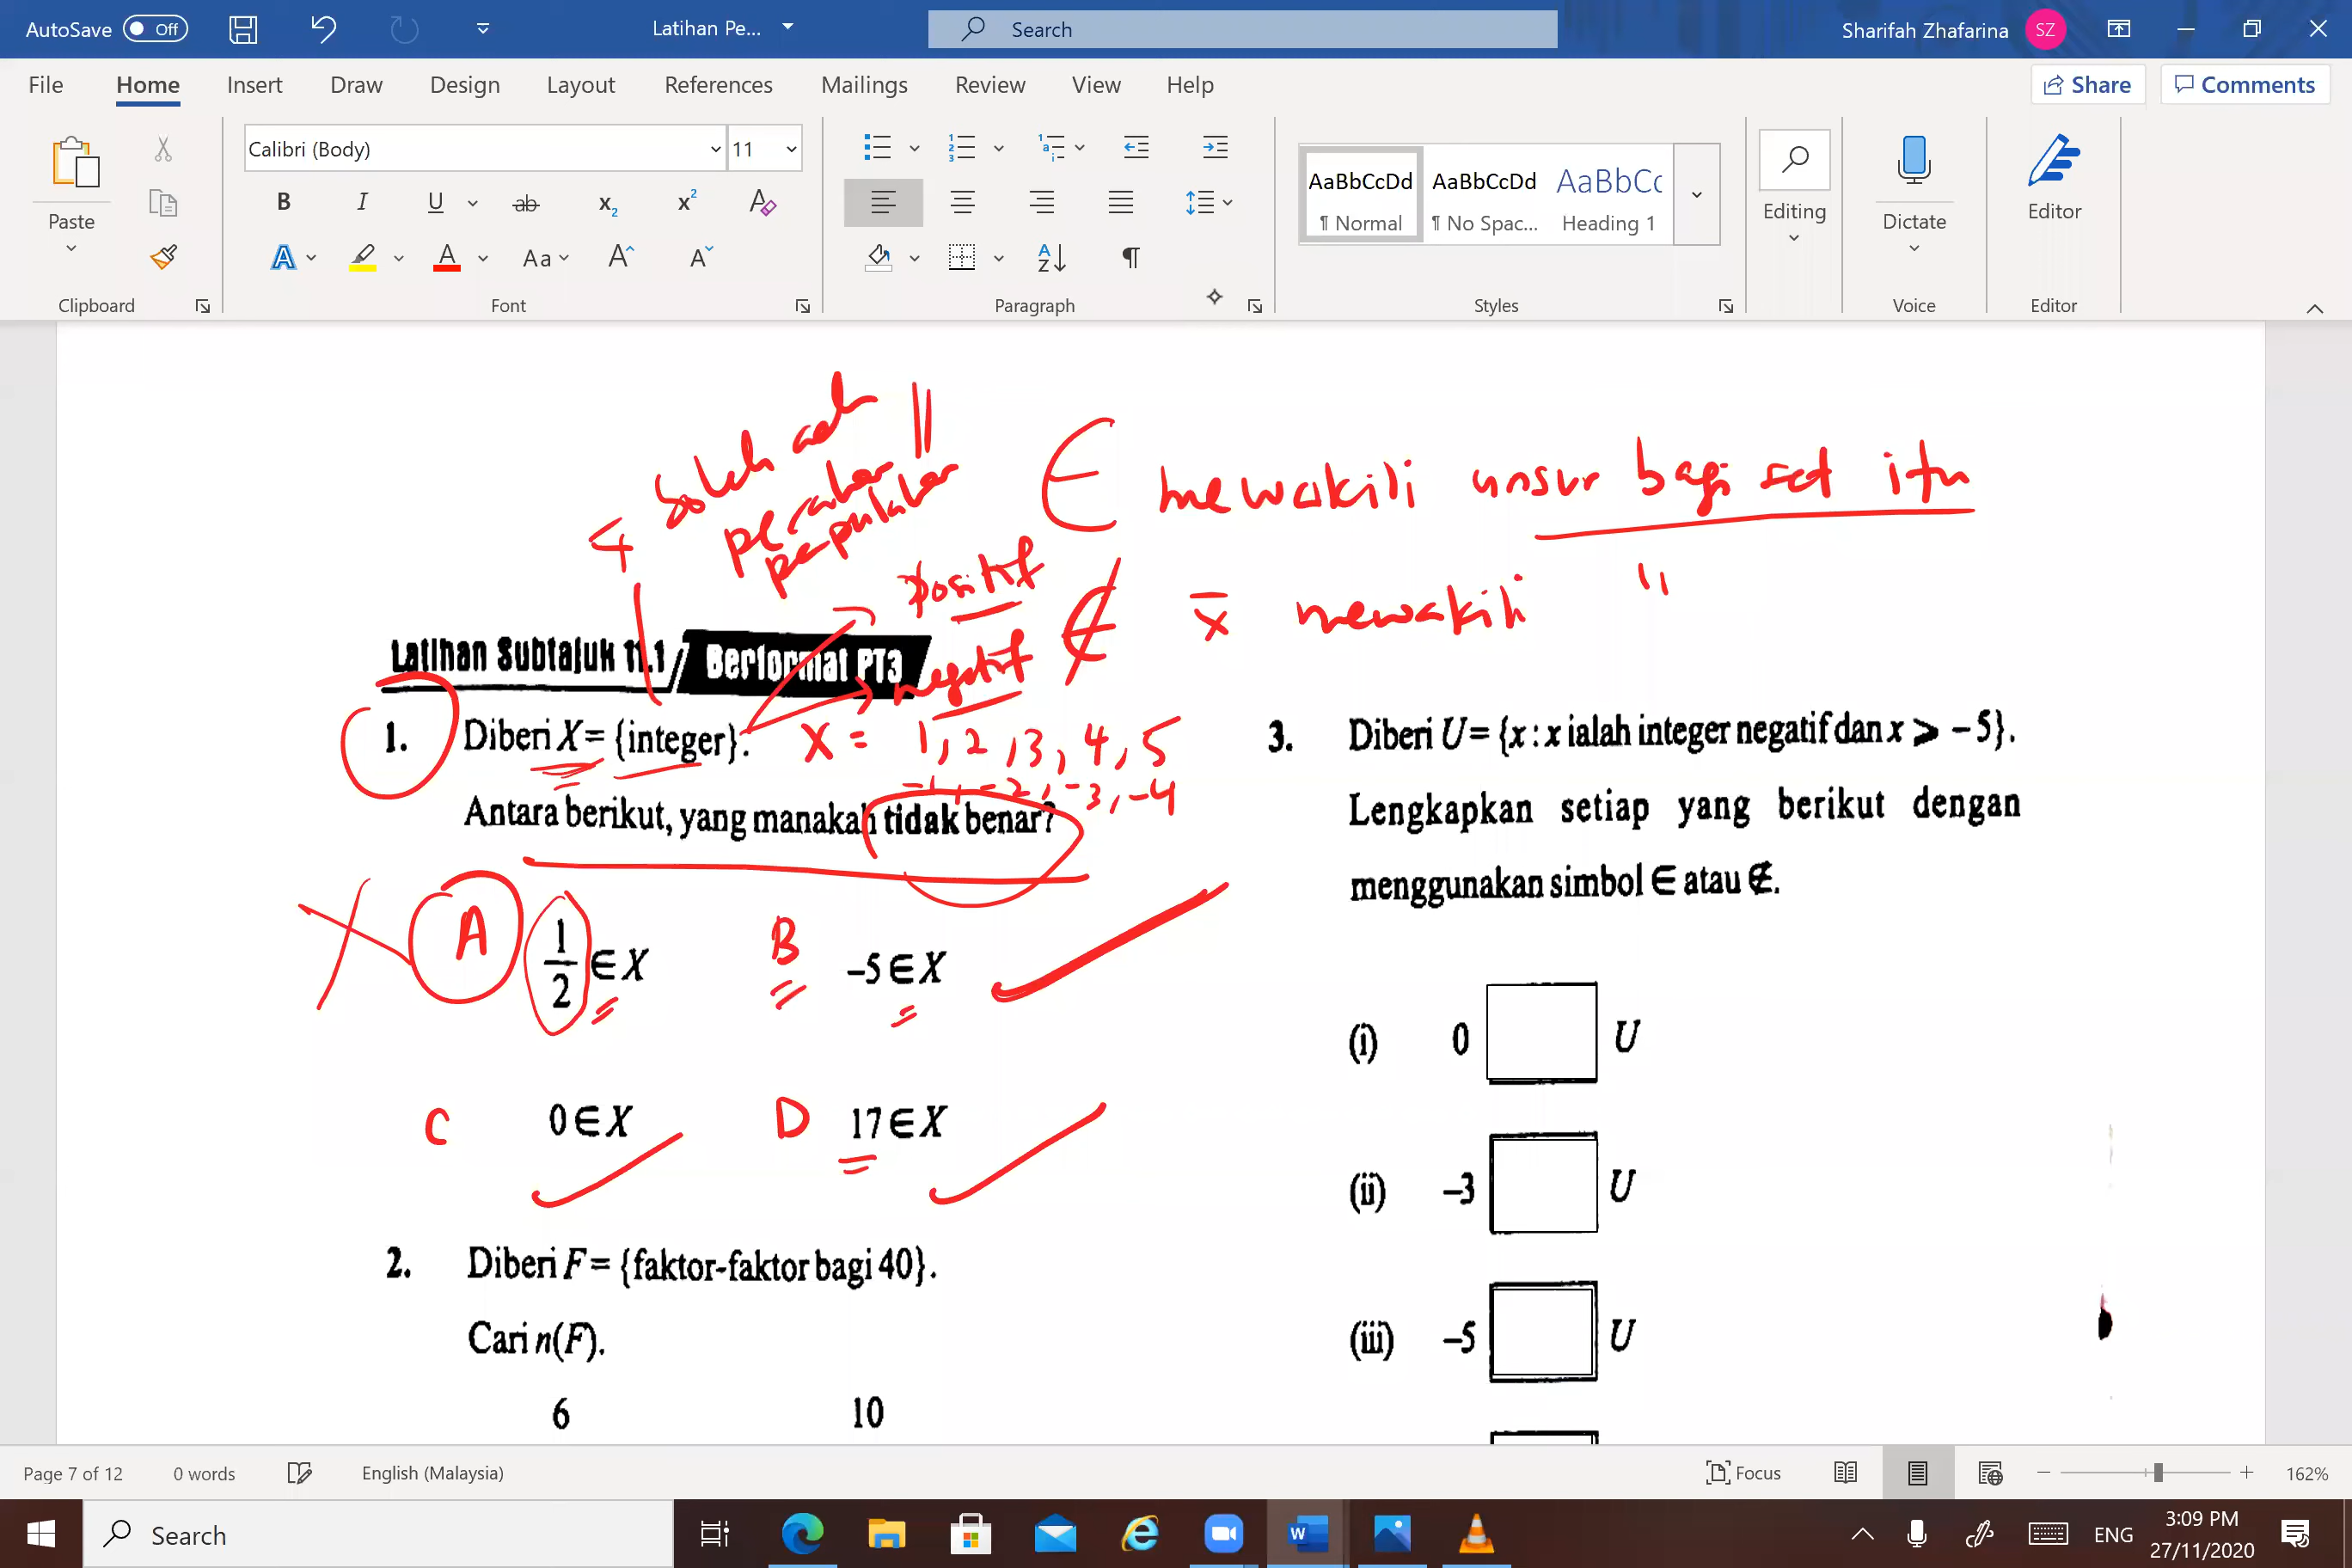 AutoSave Off Latihan Pe... Search Sharifah Zhafarina SZ
File Home Insert Draw Design Layout References Mailings Review View Help Share Comments
Calibri (Body) 11
AaBbCcDd AaBbCcDd AaBbCc
Paste ¶ Normal ¶ No Spac... Heading 1 Editing Dictate Editor
Clipboard Font Paragraph Styles Voice Editor
∈ mewakili unsur bagi set itu
∉ x̄ mewakili "
positif
negatif
Latihan Subtajuk 11.1 Berformat PT3
1. Diberi X = {integer}.
X = 1, 2, 3, 4, 5
-1, -2, -3, -4
Antara berikut, yang manakah tidak benar?
A 1/2 ∈ X B –5 ∈ X
C 0 ∈ X D 17 ∈ X
2. Diberi F = {faktor-faktor bagi 40}.
Cari n(F).
6 10
3. Diberi U = {x : x ialah integer negatif dan x ⩾ –5}.
Lengkapkan setiap yang berikut dengan
menggunakan simbol ∈ atau ∉.
(i) 0 U
(ii) –3 U
(iii) –5 U
Page 7 of 12 0 words English (Malaysia) Focus 162%
Search ENG 3:09 PM
27/11/2020